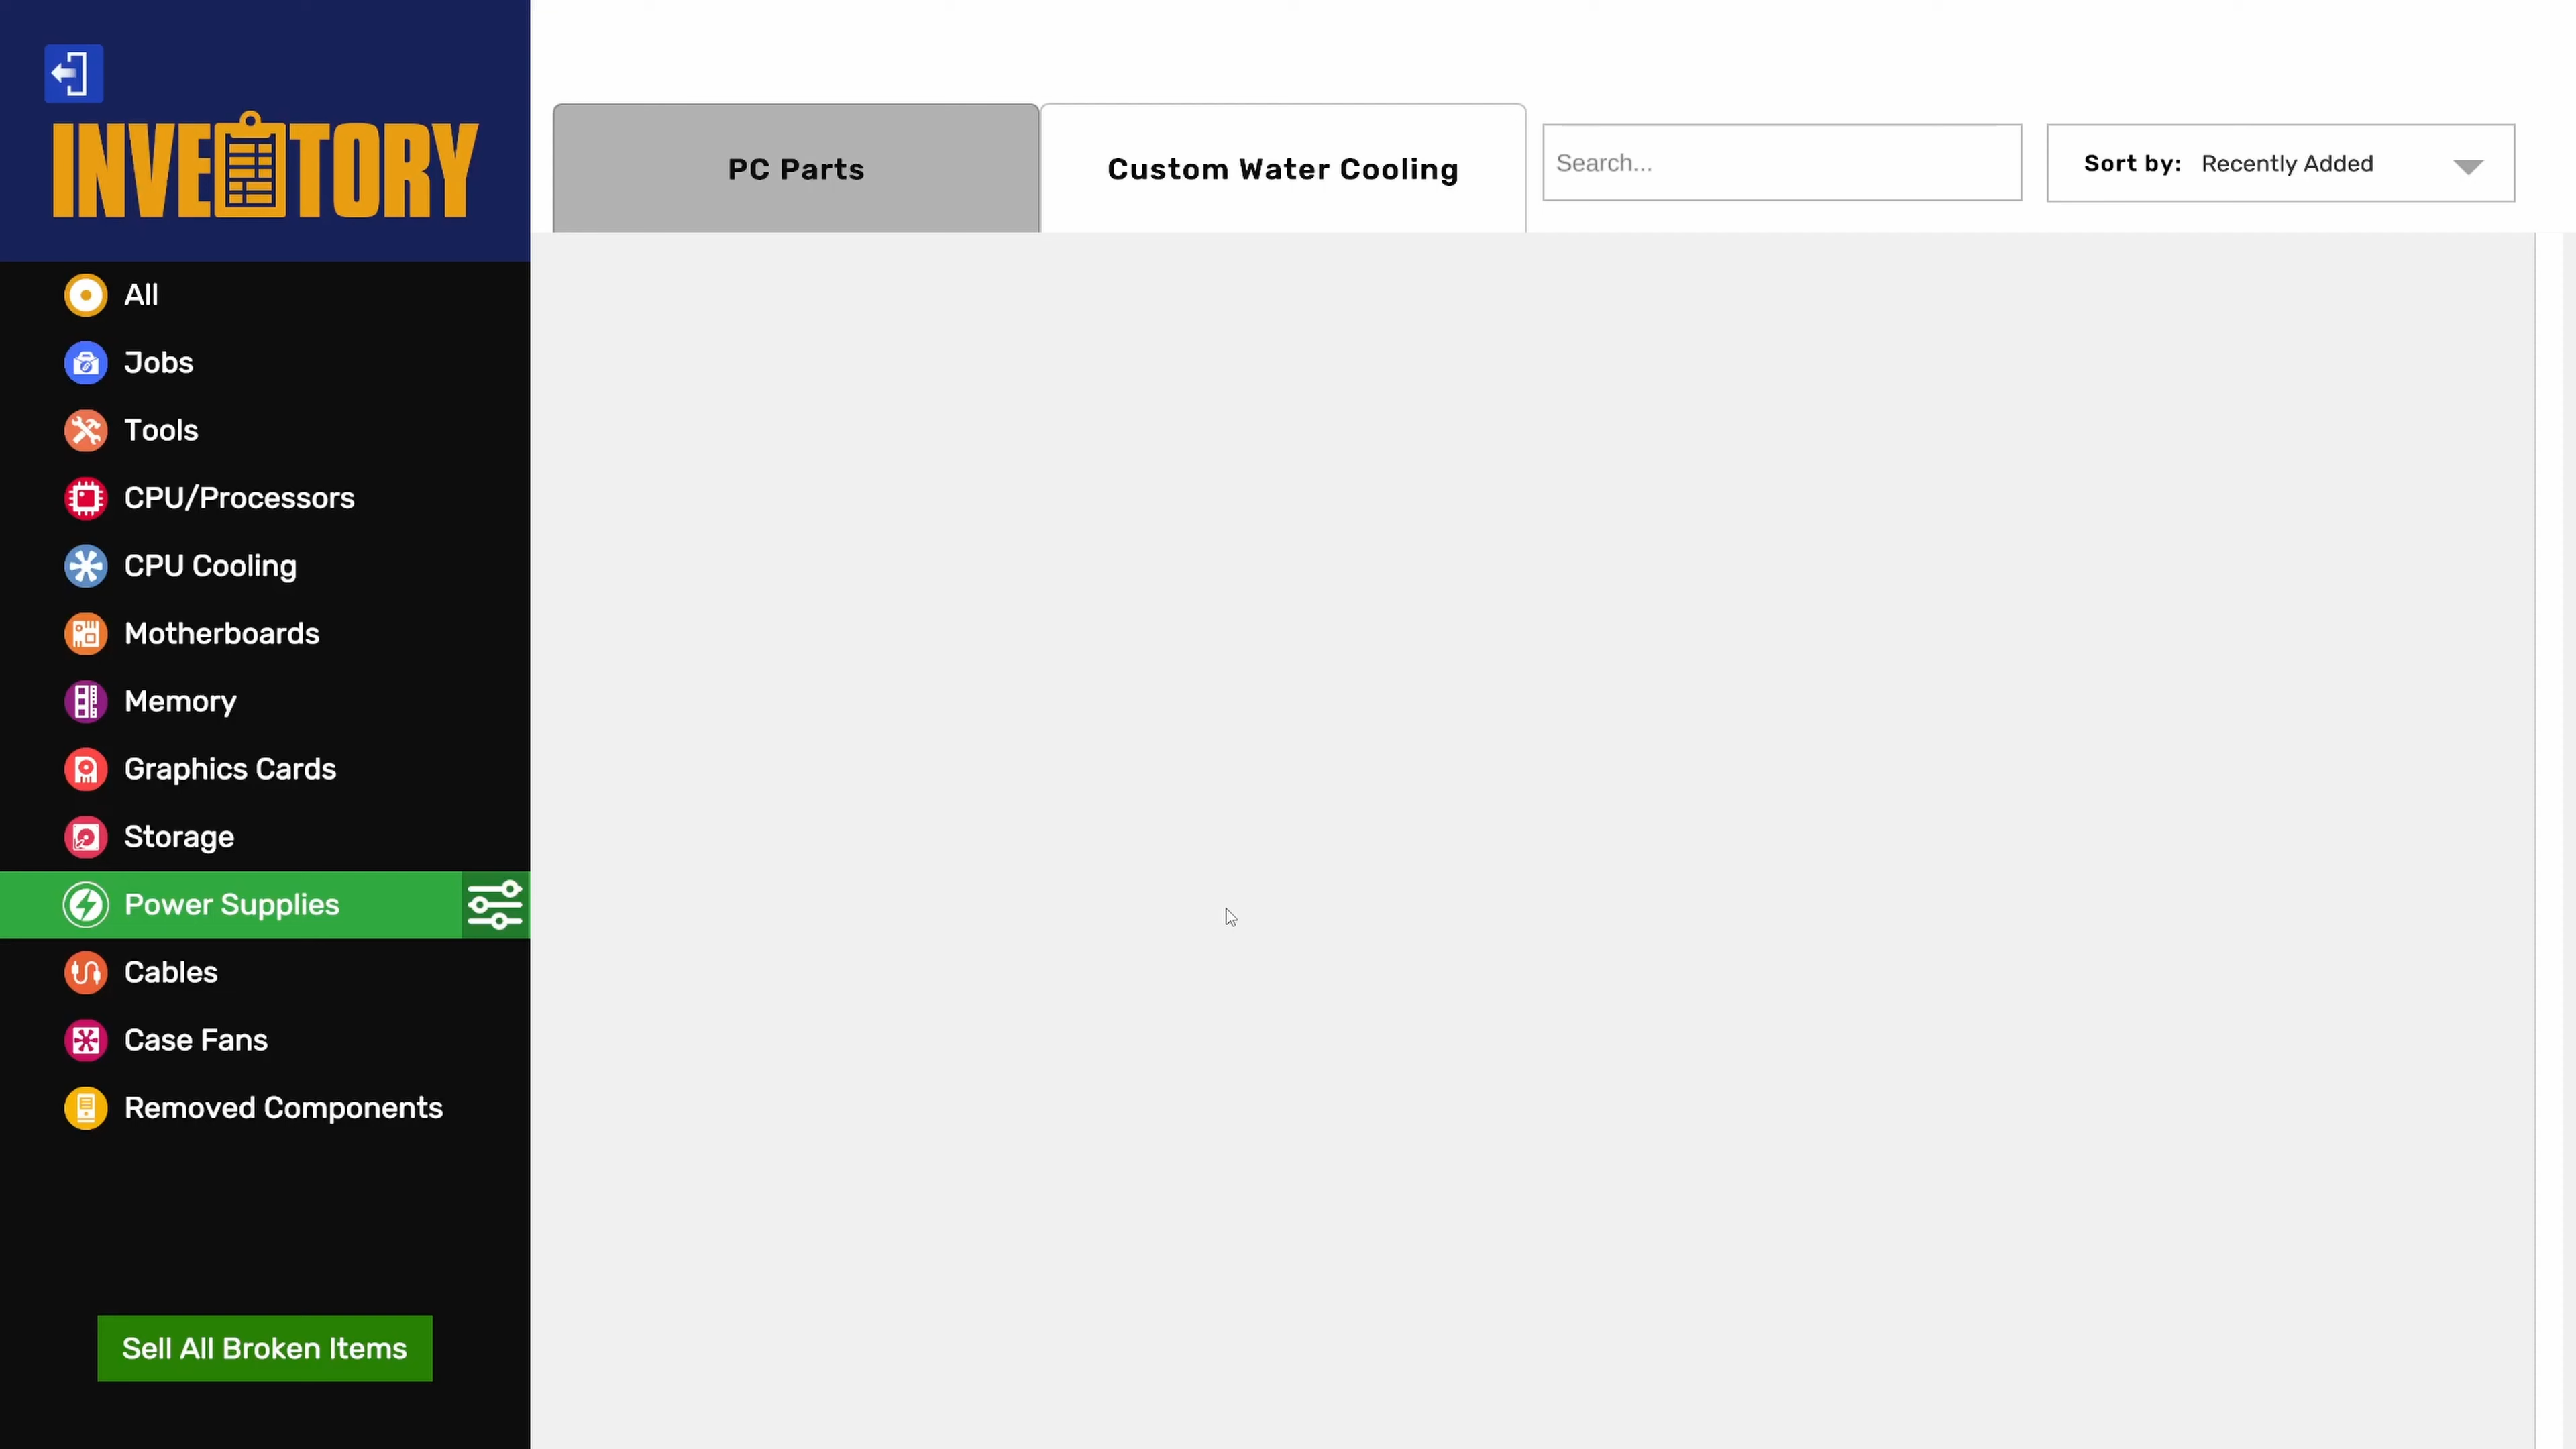 INVENTORY
PC Parts
Custom Water Cooling
Search...
Sort by: Recently Added
All
Jobs
Tools
CPU/Processors
CPU Cooling
Motherboards
Memory
Graphics Cards
Storage
Power Supplies
Cables
Case Fans
Removed Components
Sell All Broken Items